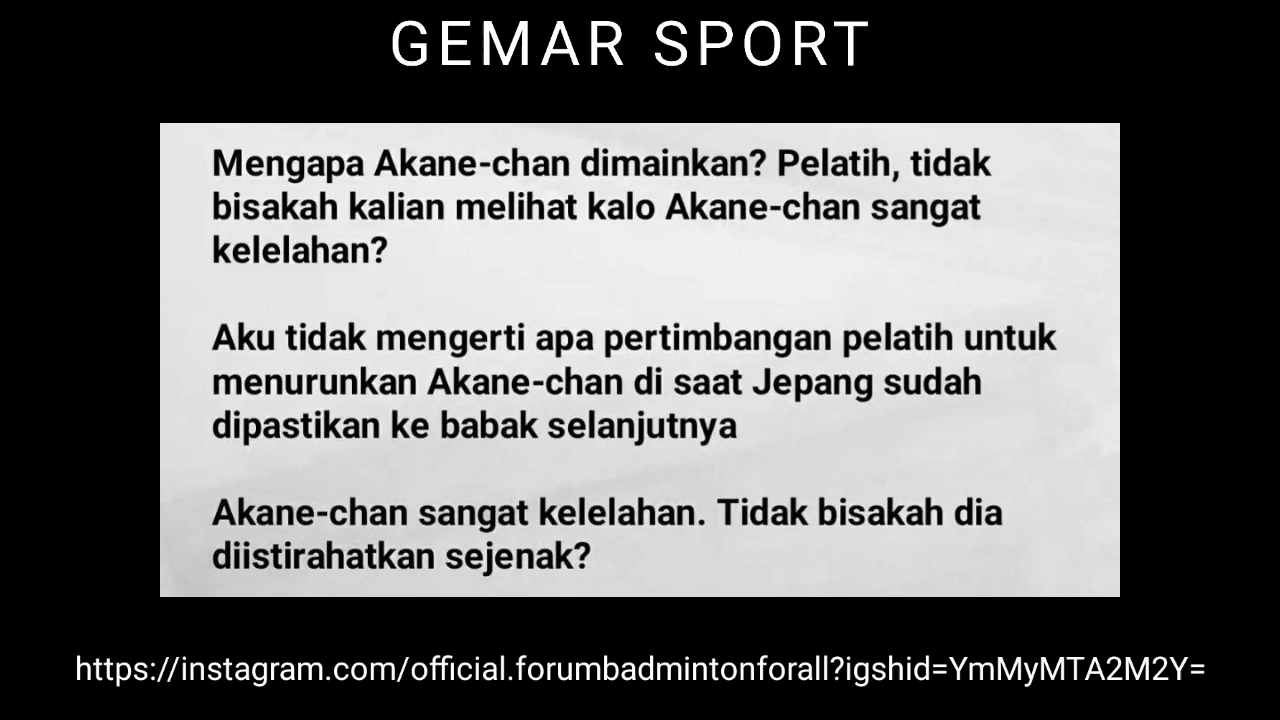 GEMAR SPORT
Mengapa Akane-chan dimainkan? Pelatih, tidak
bisakah kalian melihat kalo Akane-chan sangat
kelelahan?
Aku tidak mengerti apa pertimbangan pelatih untuk
menurunkan Akane-chan di saat Jepang sudah
dipastikan ke babak selanjutnya
Akane-chan sangat kelelahan. Tidak bisakah dia
diistirahatkan sejenak?
https://instagram.com/official.forumbadmintonforall?igshid=YmMyMTA2M2Y=